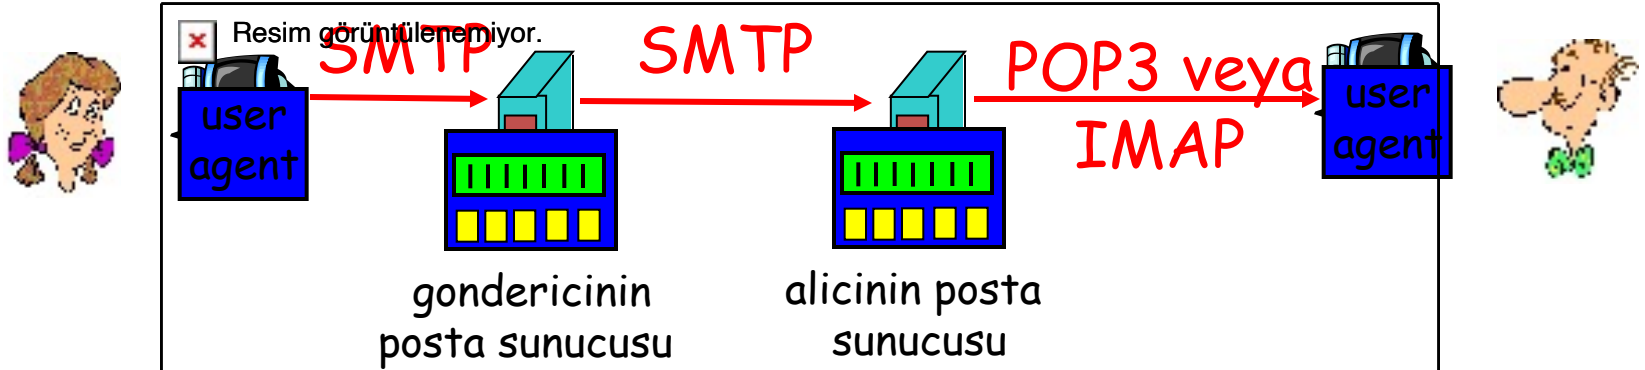 Resim görüntülenemiyor.
SMTP
SMTP
POP3 veya
IMAP
user
agent
user
agent
gondericinin
posta sunucusu
alicinin posta
sunucusu